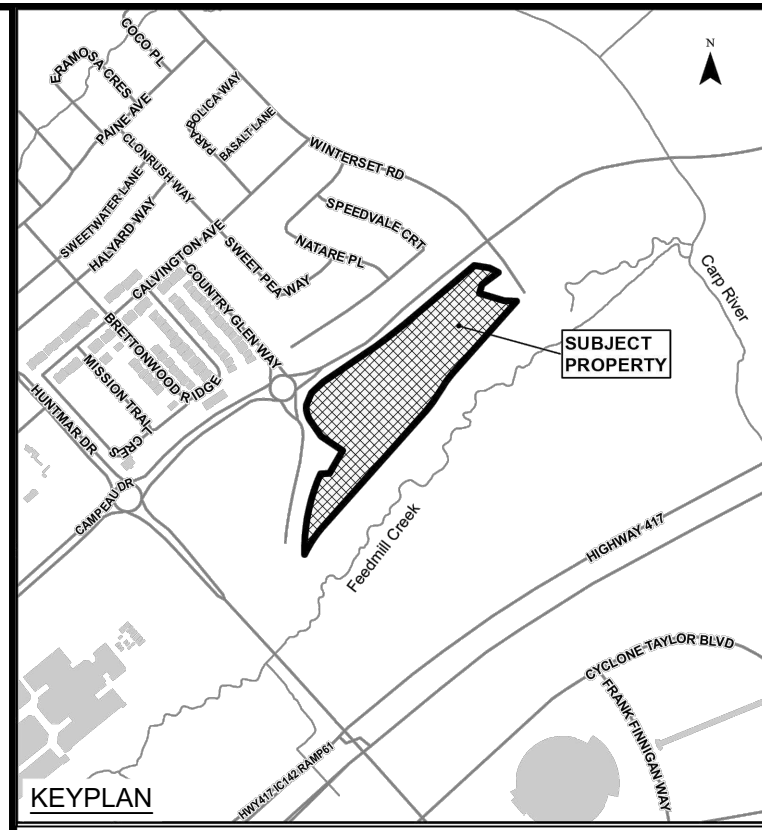 N
COCO PL
ERAMOSA CRES
PAINE AVE
BOLICA WAY
PARA
BASALT LANE
CLONRUSH WAY
WINTERSET RD
SWEETWATER LANE
HALYARD WAY
SPEEDVALE CRT
CALVINGTON AVE
SWEET PEA WAY
NATARE PL
COUNTRY GLEN WAY
Carp River
BRETTONWOOD RIDGE
SUBJECT
PROPERTY
MISSION TRAIL CRES
HUNTMAR DR
CAMPEAU DR
Feedmill Creek
HIGHWAY 417
CYCLONE TAYLOR BLVD
FRANK FINNIGAN WAY
HWY417 IC142 RAMP61
KEYPLAN